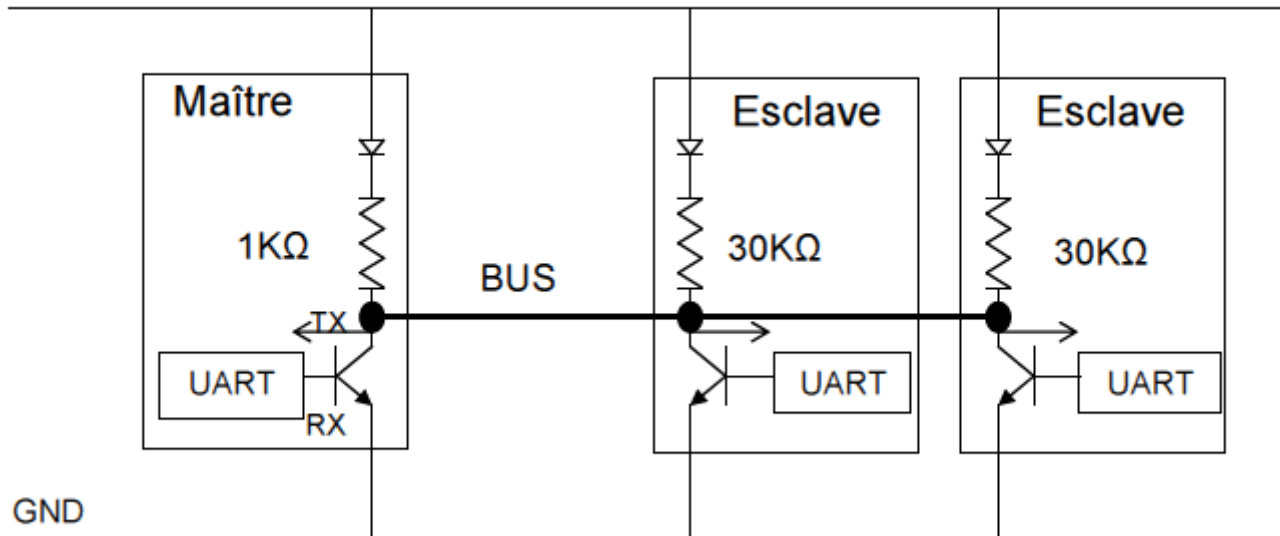 Maître
Esclave
Esclave
1KΩ
30KΩ
30KΩ
BUS
TX
UART
UART
UART
RX
GND